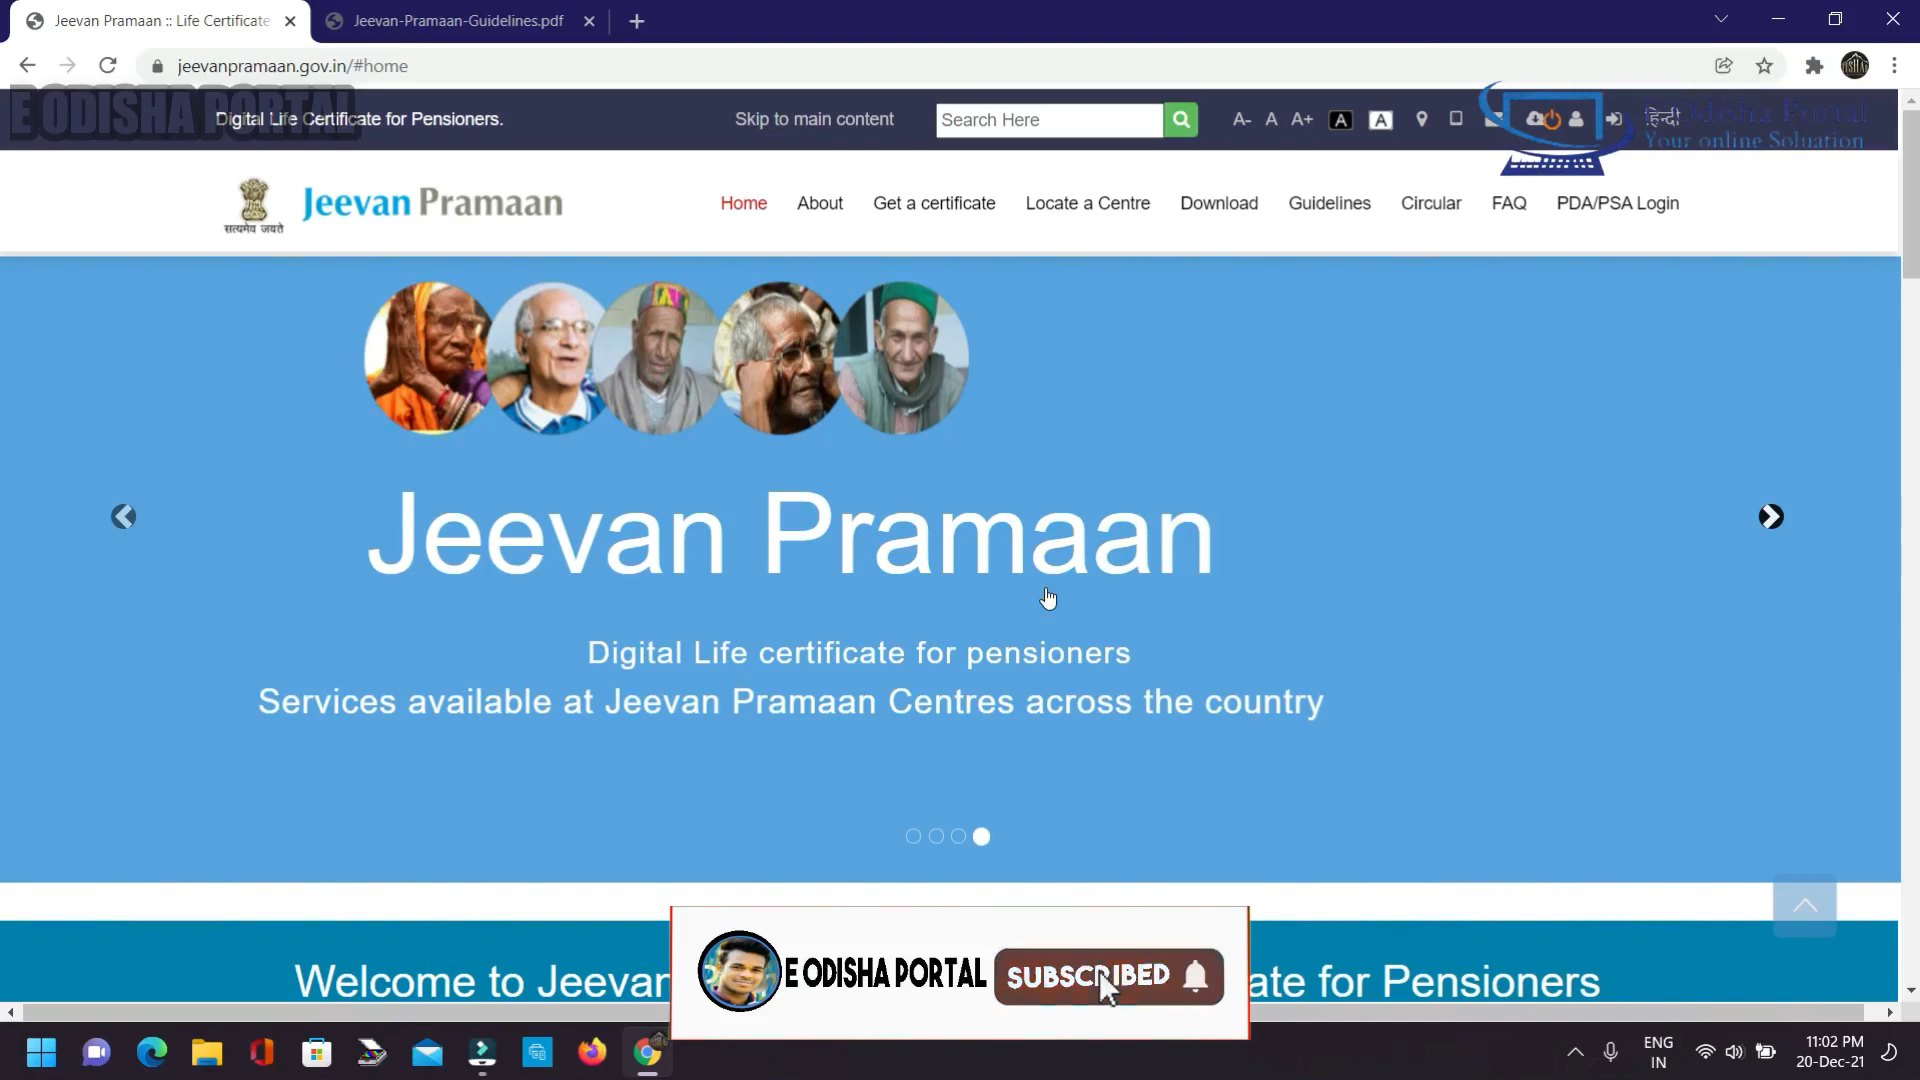 Jeevan Pramaan :: Life Certificate
Jeevan-Pramaan-Guidelines.pdf
jeevanpramaan.gov.in/#home
E ODISHA PORTAL
Digital Life Certificate for Pensioners.
Skip to main content
Search Here
A- A A+ A A
हिन्दी
Odisha Portal
Your online Soluation
सत्यमेव जयते
Jeevan Pramaan
Home About Get a certificate Locate a Centre Download Guidelines Circular FAQ PDA/PSA Login
Jeevan Pramaan
Digital Life certificate for pensioners
Services available at Jeevan Pramaan Centres across the country
Welcome to Jeevan
ate for Pensioners
E ODISHA PORTAL
SUBSCRIBED
ENG
IN
11:02 PM
20-Dec-21